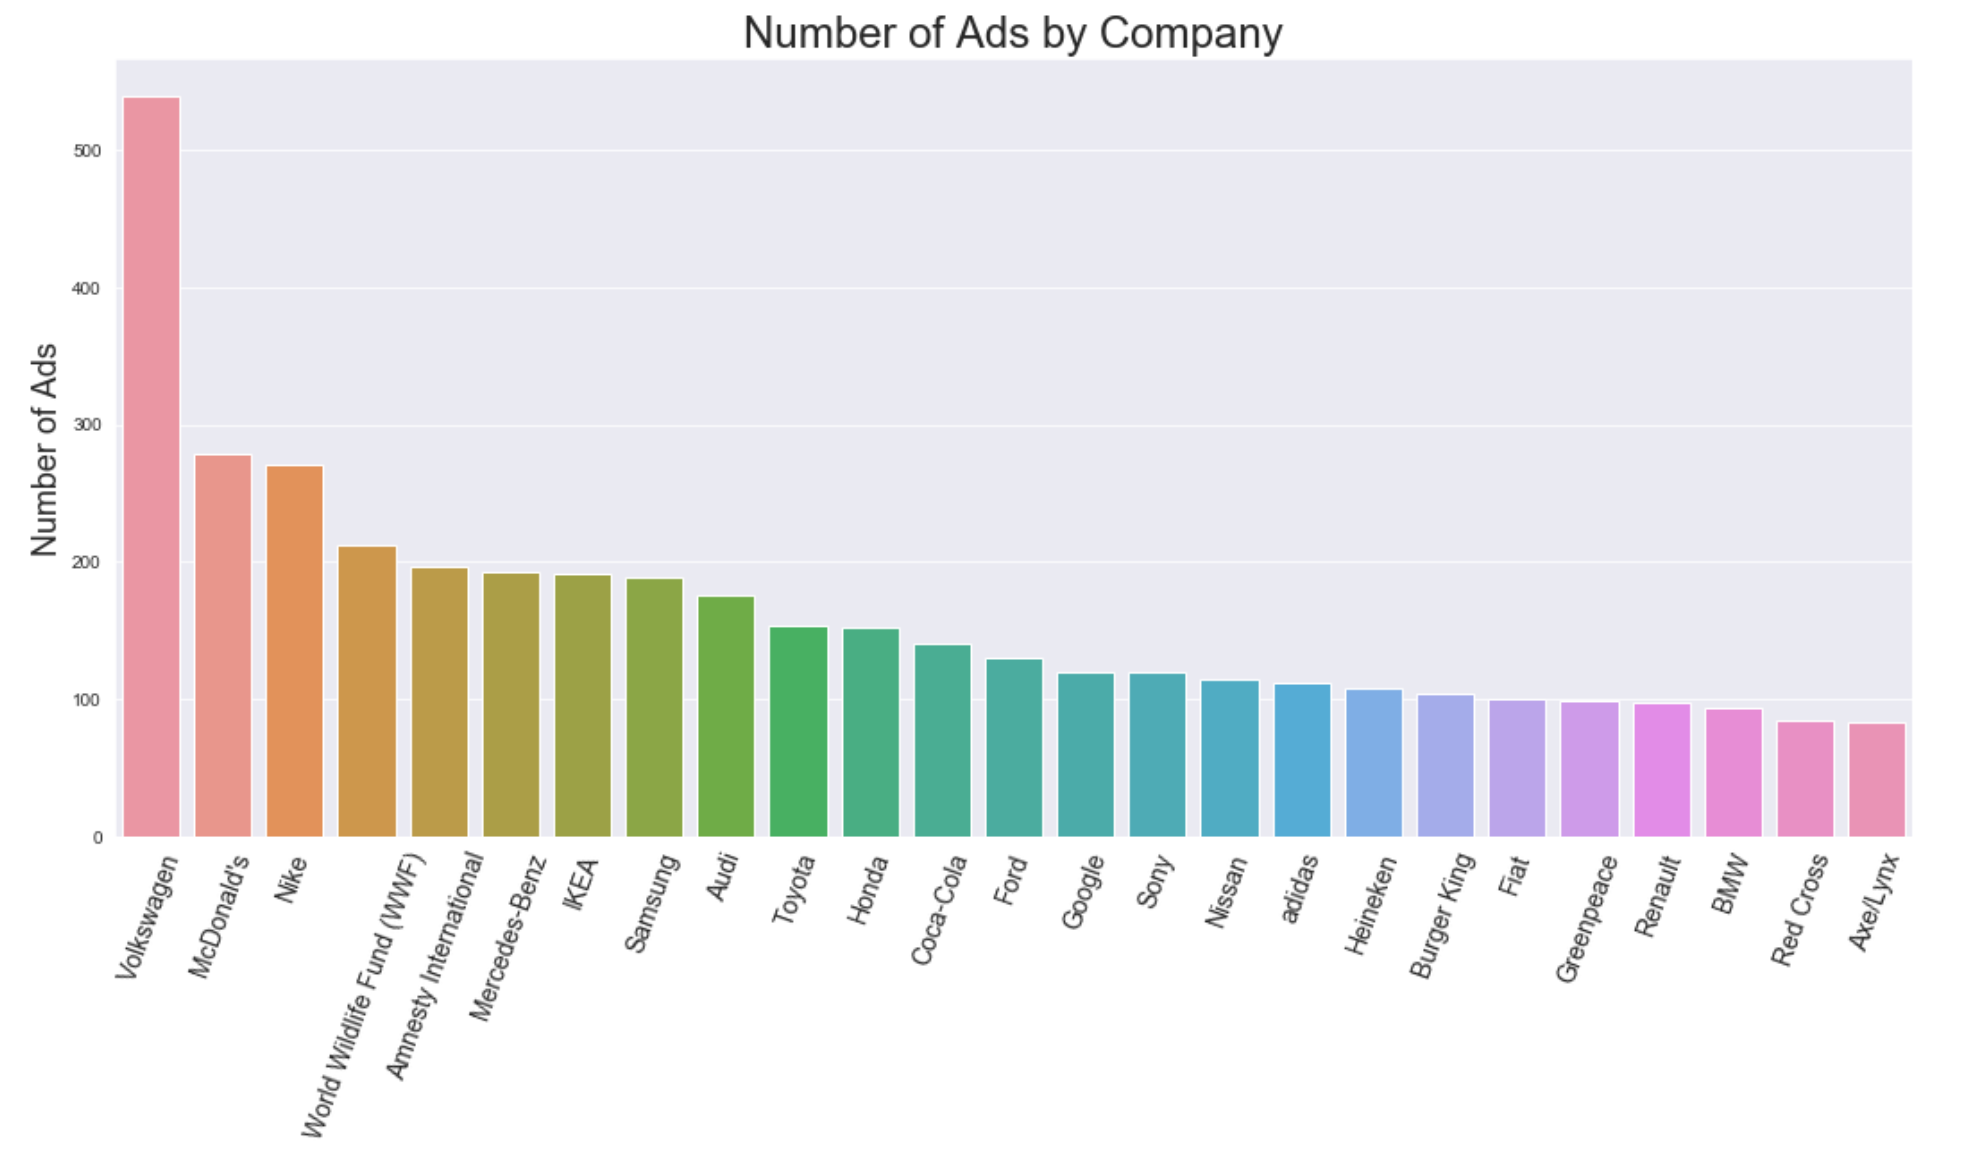 Number of Ads by Company
Number of Ads
500
400
300
200
100
0
Volkswagen
McDonald's
Nike
World Wildlife Fund (WWF)
Amnesty International
Mercedes-Benz
IKEA
Samsung
Audi
Toyota
Honda
Coca-Cola
Ford
Google
Sony
Nissan
adidas
Heineken
Burger King
Fiat
Greenpeace
Renault
BMW
Red Cross
Axe/Lynx